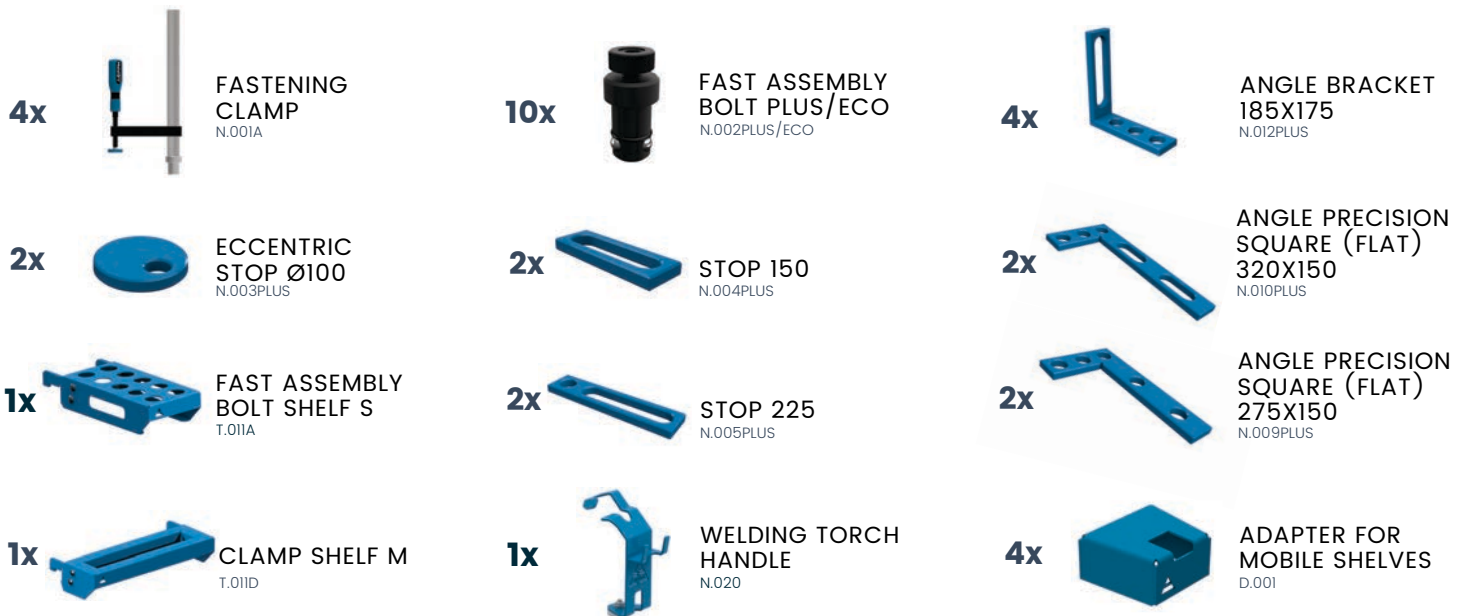 4x
FASTENING
CLAMP
N.001A
10x
FAST ASSEMBLY
BOLT PLUS/ECO
N.002PLUS/ECO
4x
ANGLE BRACKET
185X175
N.012PLUS
2x
ECCENTRIC
STOP Ø100
N.003PLUS
2x
STOP 150
N.004PLUS
2x
ANGLE PRECISION
SQUARE (FLAT)
320X150
N.010PLUS
1x
FAST ASSEMBLY
BOLT SHELF S
T.011A
2x
STOP 225
N.005PLUS
2x
ANGLE PRECISION
SQUARE (FLAT)
275X150
N.009PLUS
1x
CLAMP SHELF M
T.011D
1x
WELDING TORCH
HANDLE
N.020
4x
ADAPTER FOR
MOBILE SHELVES
D.001